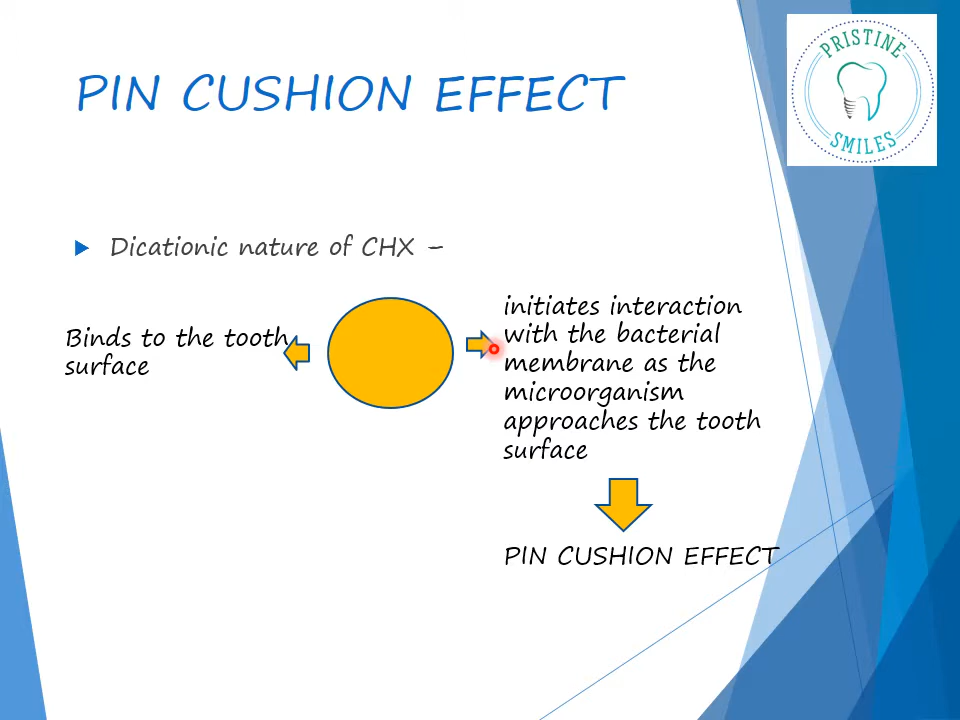 PIN CUSHION EFFECT
PRISTINE
SMILES
Dicationic nature of CHX –
Binds to the tooth
surface
initiates interaction
with the bacterial
membrane as the
microorganism
approaches the tooth
surface
PIN CUSHION EFFECT